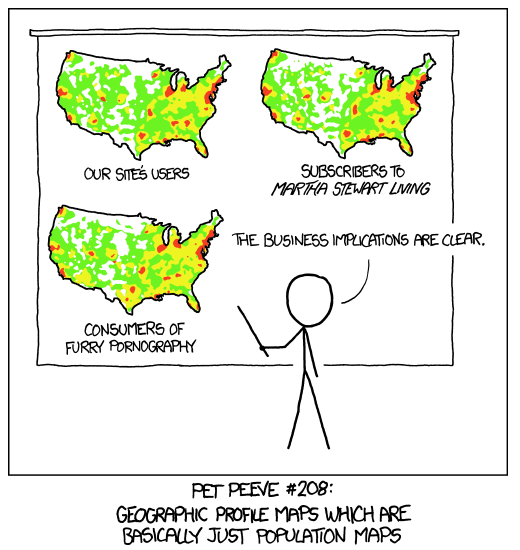 OUR SITE'S USERS
SUBSCRIBERS TO
MARTHA STEWART LIVING
THE BUSINESS IMPLICATIONS ARE CLEAR.
CONSUMERS OF
FURRY PORNOGRAPHY
PET PEEVE #208:
GEOGRAPHIC PROFILE MAPS WHICH ARE
BASICALLY JUST POPULATION MAPS